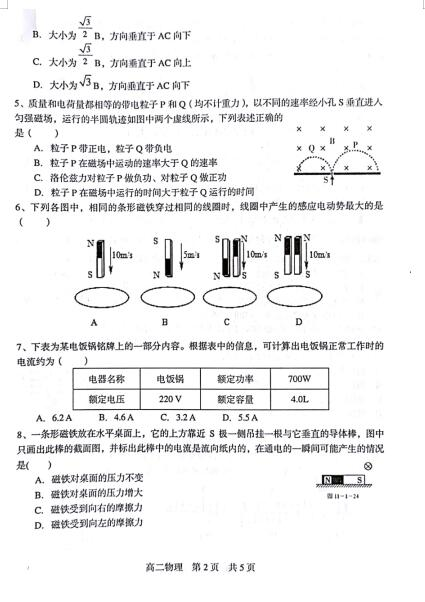 B. 大小为 √3/2 B，方向垂直于 AC 向下
C. 大小为 √3/2 B，方向垂直于 AC 向上
D. 大小为 √3 B，方向垂直于 AC 向下
5、质量和电荷量都相等的带电粒子 P 和 Q（均不计重力），以不同的速率经小孔 S 垂直进入
匀强磁场，运行的半圆轨迹如图中两个虚线所示，下列表述正确的
是（ ）
A. 粒子 P 带正电，粒子 Q 带负电
B. 粒子 P 在磁场中运动的速率大于 Q 的速率
C. 洛伦兹力对粒子 P 做负功、对粒子 Q 做正功
D. 粒子 P 在磁场中运行的时间大于粒子 Q 运行的时间
× × × ×
× Q × B × P ×
S
6、下列各图中，相同的条形磁铁穿过相同的线圈时，线圈中产生的感应电动势最大的是
（ ）
N S 10m/s
S N 5m/s
S N N S 10m/s
N N S S 10m/s
A B C D
7、下表为某电饭锅铭牌上的一部分内容。根据表中的信息，可计算出电饭锅正常工作时的
电流约为（ ）
电器名称 电饭锅 额定功率 700W
额定电压 220 V 额定容量 4.0L
A. 6.2 A B. 4.6 A C. 3.2 A D. 5.5 A
8、一条形磁铁放在水平桌面上，它的上方靠近 S 极一侧吊挂一根与它垂直的导体棒，图中
只画出此棒的截面图，并标出此棒中的电流是流向纸内的，在通电的一瞬间可能产生的情况
是（ ）
A. 磁铁对桌面的压力不变
B. 磁铁对桌面的压力增大
C. 磁铁受到向右的摩擦力
D. 磁铁受到向左的摩擦力
N S
图 11-1-24
高二物理 第 2 页 共 5 页